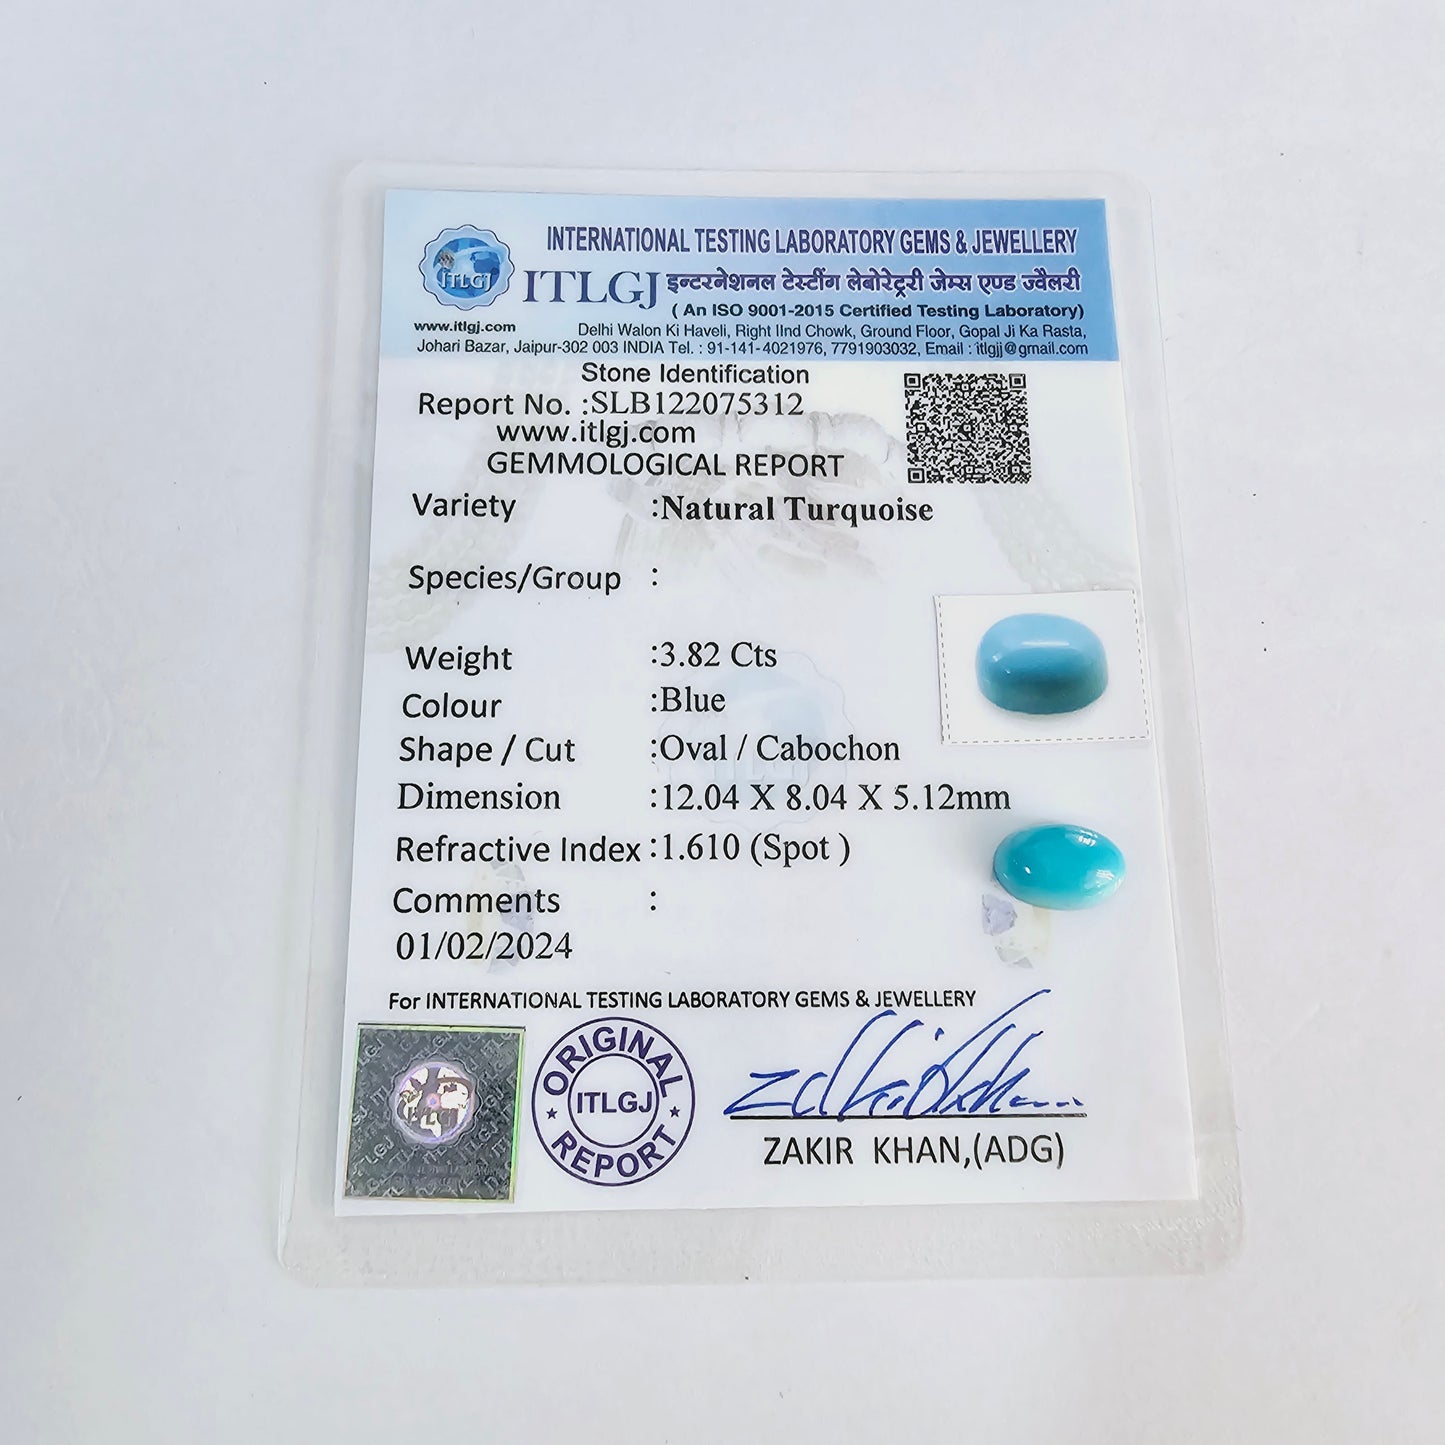 INTERNATIONAL TESTING LABORATORY GEMS & JEWELLERY
ITLGJ
ITLGJ इन्टरनेशनल टेस्टींग लेबोरेट्री जेम्स एण्ड ज्वैलरी
( An ISO 9001-2015 Certified Testing Laboratory)
www.itlgj.com Delhi Walon Ki Haveli, Right IInd Chowk, Ground Floor, Gopal Ji Ka Rasta,
Johari Bazar, Jaipur-302 003 INDIA Tel. : 91-141-4021976, 7791903032, Email : itlgjj@gmail.com
Stone Identification
Report No. :SLB122075312
www.itlgj.com
GEMMOLOGICAL REPORT
Variety :Natural Turquoise
Species/Group :
Weight :3.82 Cts
Colour :Blue
Shape / Cut :Oval / Cabochon
Dimension :12.04 X 8.04 X 5.12mm
Refractive Index :1.610 (Spot )
Comments :
01/02/2024
For INTERNATIONAL TESTING LABORATORY GEMS & JEWELLERY
ORIGINAL
ITLGJ
REPORT
ZAKIR KHAN,(ADG)